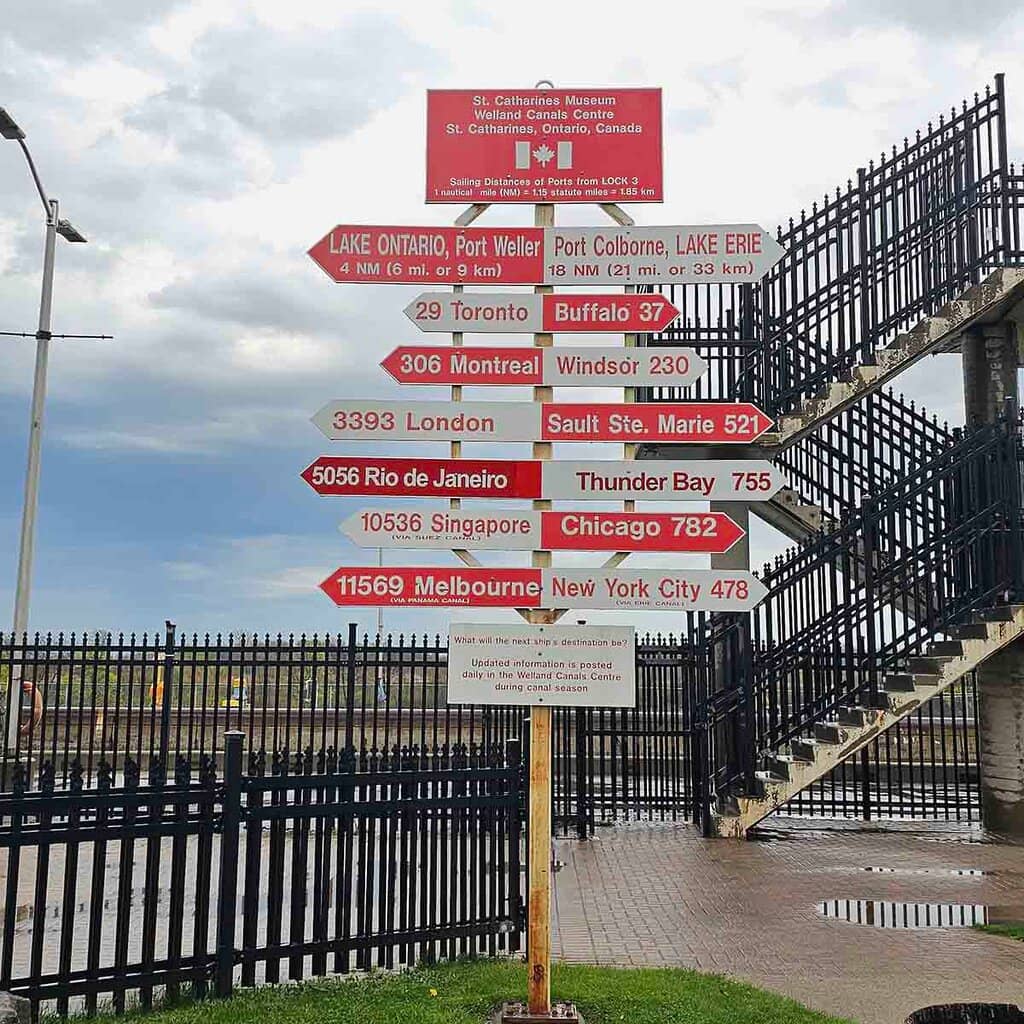 St. Catharines Museum
Welland Canals Centre
St. Catharines, Ontario, Canada
Sailing Distances of Ports from LOCK 3
1 nautical mile (NM) = 1.15 statute miles = 1.85 km
LAKE ONTARIO, Port Weller
4 NM (6 mi. or 9 km)
Port Colborne, LAKE ERIE
18 NM (21 mi. or 33 km)
29 Toronto
Buffalo 37
306 Montreal
Windsor 230
3393 London
Sault Ste. Marie 521
5056 Rio de Janeiro
Thunder Bay 755
10536 Singapore
(VIA SUEZ CANAL)
Chicago 782
11569 Melbourne
(VIA PANAMA CANAL)
New York City 478
(VIA ERIE CANAL)
What will the next ship's destination be?
Updated information is posted
daily in the Welland Canals Centre
during canal season